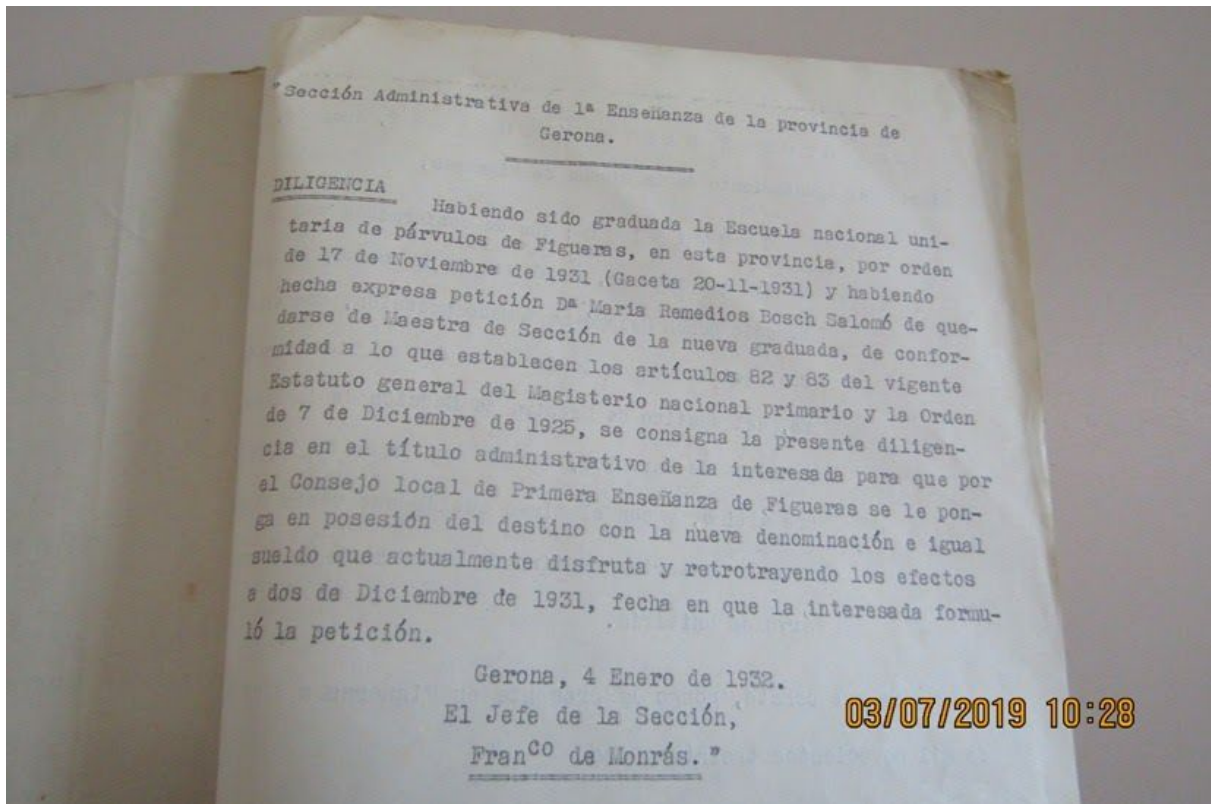 "Sección Administrativa de 1ª Enseñanza de la provincia de
Gerona.
DILIGENCIA
Habiendo sido graduada la Escuela nacional uni-
taria de párvulos de Figueras, en esta provincia, por orden
de 17 de Noviembre de 1931 (Gaceta 20-11-1931) y habiendo
hecha expresa petición Dª Maria Remedios Bosch Salomó de que-
darse de Maestra de Sección de la nueva graduada, de confor-
midad a lo que establecen los artículos 82 y 83 del vigente
Estatuto general del Magisterio nacional primario y la Orden
de 7 de Diciembre de 1925, se consigna la presente diligen-
cia en el título administrativo de la interesada para que por
el Consejo local de Primera Enseñanza de Figueras se le pon-
ga en posesión del destino con la nueva denominación e igual
sueldo que actualmente disfruta y retrotrayendo los efectos
a dos de Diciembre de 1931, fecha en que la interesada formu-
ló la petición.
Gerona, 4 Enero de 1932.
El Jefe de la Sección,
Franco de Monrás."
03/07/2019 10:28